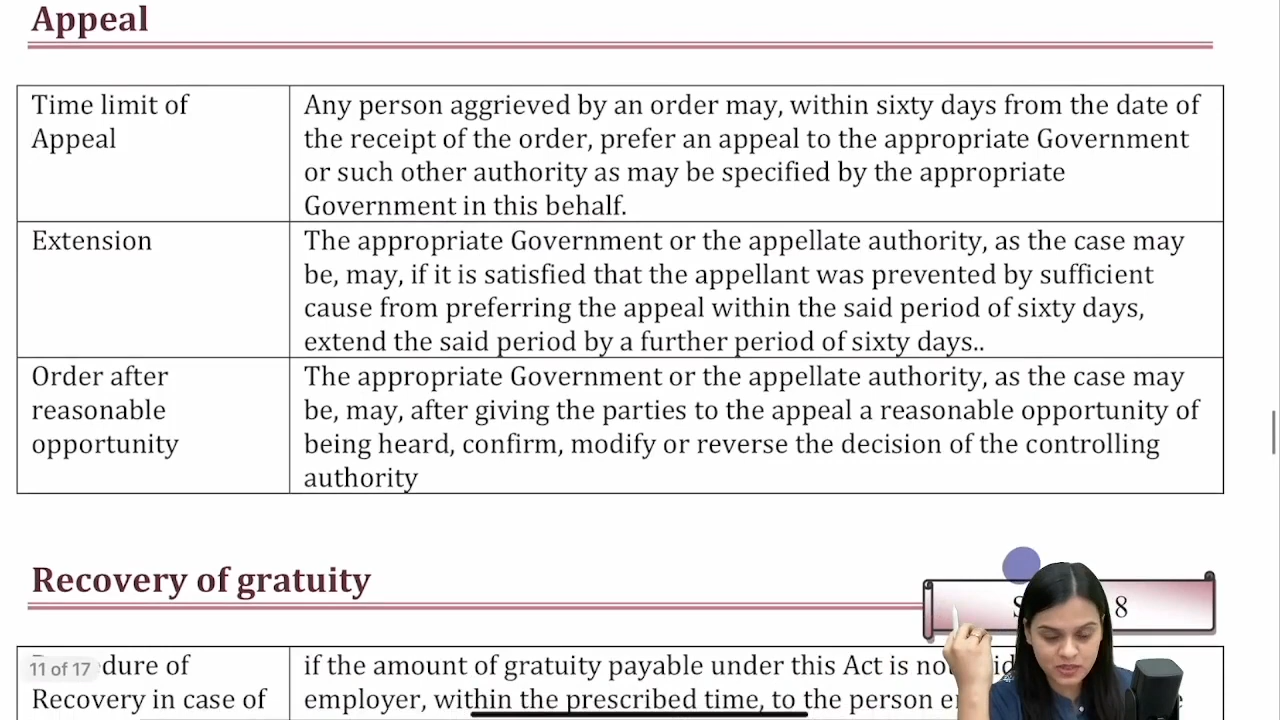 Appeal
Time limit of
Appeal
Any person aggrieved by an order may, within sixty days from the date of
the receipt of the order, prefer an appeal to the appropriate Government
or such other authority as may be specified by the appropriate
Government in this behalf.
Extension
The appropriate Government or the appellate authority, as the case may
be, may, if it is satisfied that the appellant was prevented by sufficient
cause from preferring the appeal within the said period of sixty days,
extend the said period by a further period of sixty days..
Order after
reasonable
opportunity
The appropriate Government or the appellate authority, as the case may
be, may, after giving the parties to the appeal a reasonable opportunity of
being heard, confirm, modify or reverse the decision of the controlling
authority
Recovery of gratuity
8
of
Recovery in case of
11 of 17
if the amount of gratuity payable under this Act is
employer, within the prescribed time, to the person